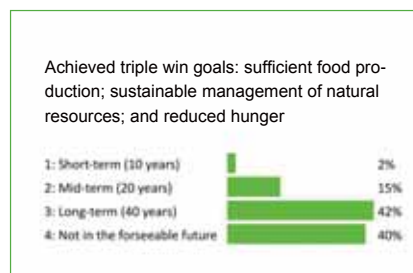 Achieved triple win goals: sufficient food pro-
duction; sustainable management of natural
resources; and reduced hunger
1: Short-term (10 years) 2%
2: Mid-term (20 years) 15%
3: Long-term (40 years) 42%
4: Not in the forseeable future 40%